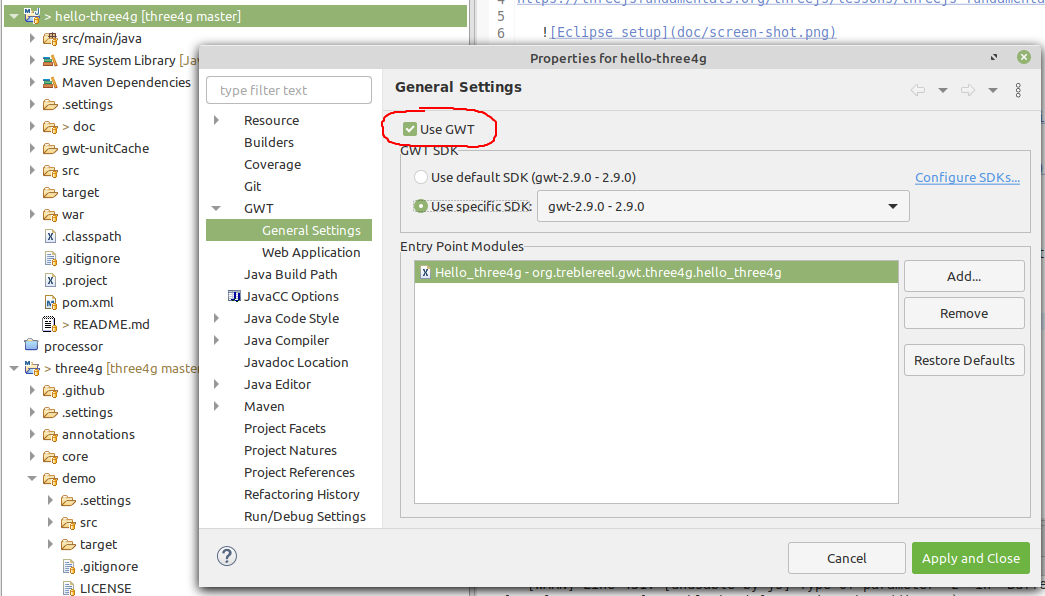 > hello-three4g [three4g master]
src/main/java
JRE System Library [Jav
Maven Dependencies
.settings
> doc
gwt-unitCache
src
target
war
.classpath
.gitignore
.project
pom.xml
> README.md
processor
> three4g [three4g maste
.github
.settings
annotations
core
demo
.settings
src
target
.gitignore
LICENSE
4
5
6 ![Eclipse setup](doc/screen-shot.png)
Properties for hello-three4g
type filter text
Resource
Builders
Coverage
Git
GWT
General Settings
Web Application
Java Build Path
JavaCC Options
Java Code Style
Java Compiler
Javadoc Location
Java Editor
Maven
Project Facets
Project Natures
Project References
Refactoring History
Run/Debug Settings
General Settings
Use GWT
GWT SDK
Use default SDK (gwt-2.9.0 - 2.9.0)
Configure SDKs...
Use specific SDK:
gwt-2.9.0 - 2.9.0
Entry Point Modules
Hello_three4g - org.treblereel.gwt.three4g.hello_three4g
Add...
Remove
Restore Defaults
?
Cancel
Apply and Close